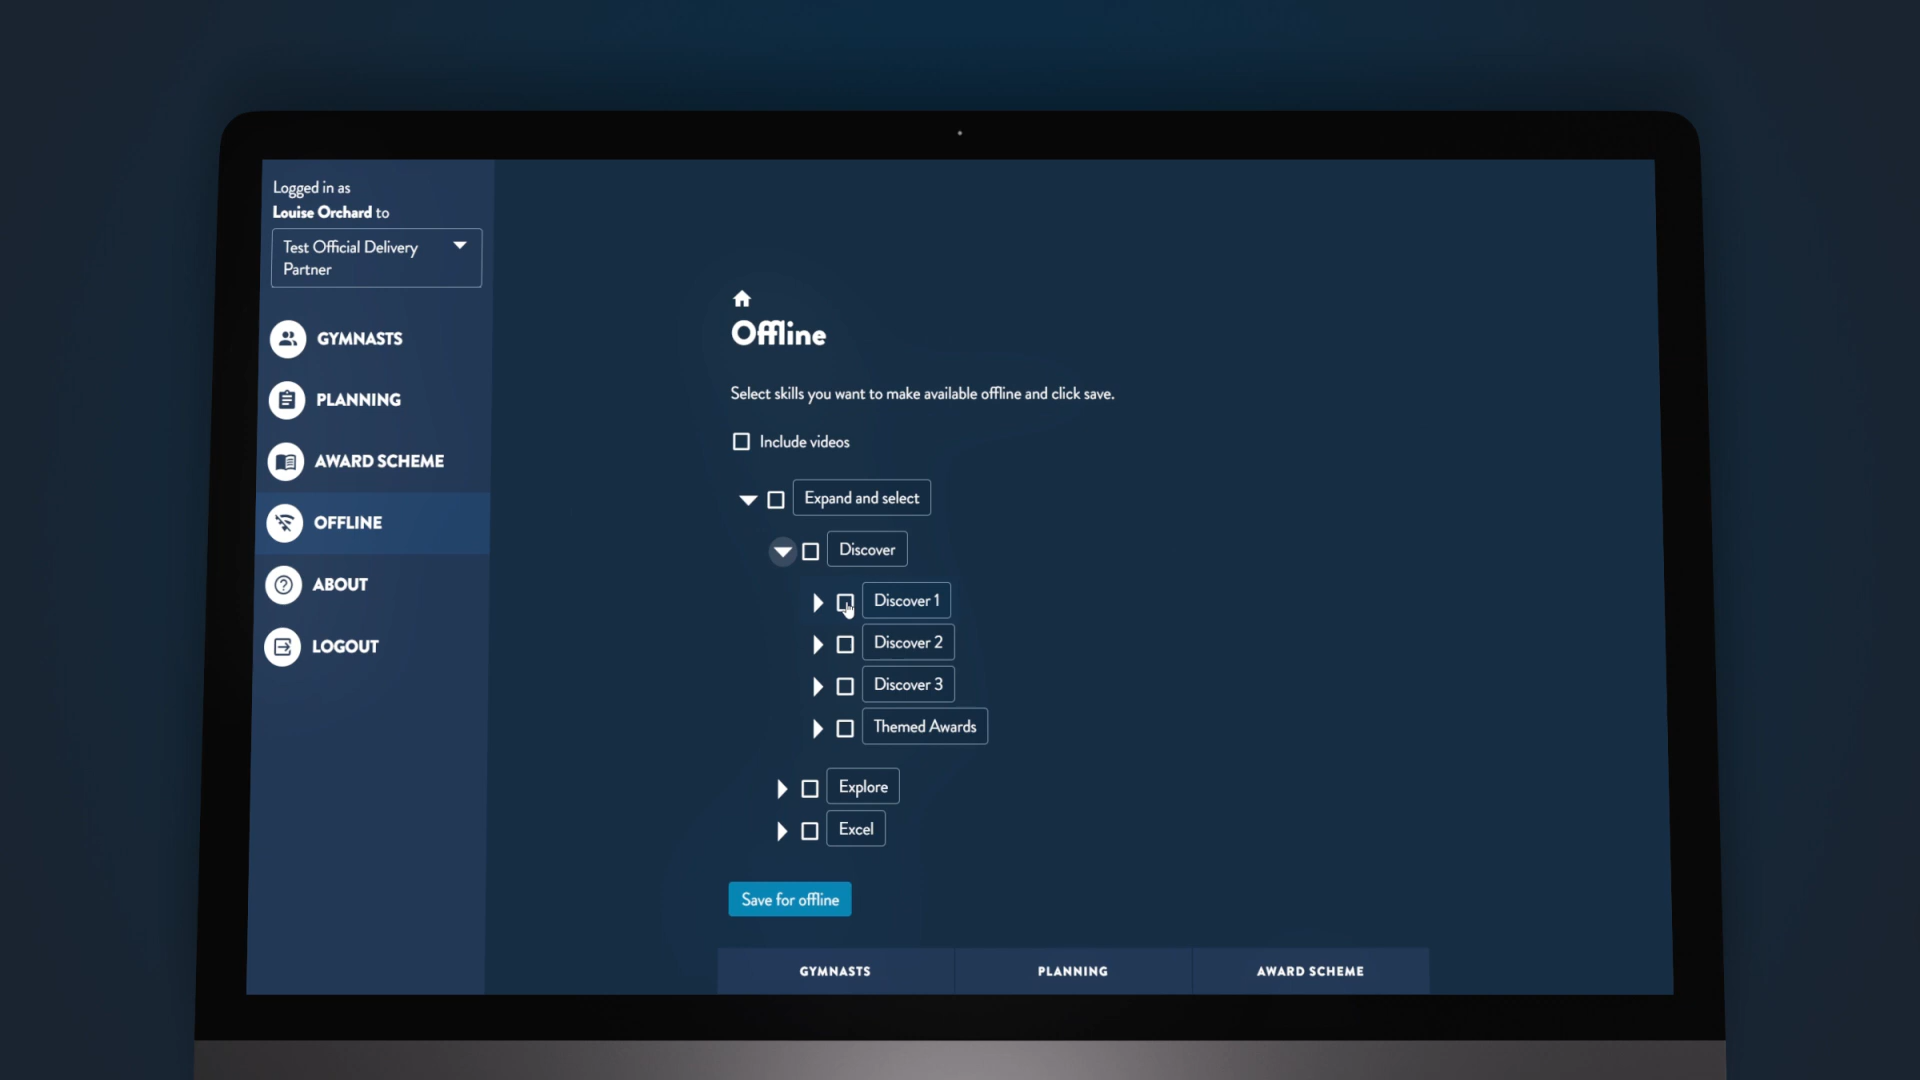 Logged in as
Louise Orchard to
Test Official Delivery
Partner
GYMNASTS
PLANNING
AWARD SCHEME
OFFLINE
ABOUT
LOGOUT
Offline
Select skills you want to make available offline and click save.
Include videos
Expand and select
Discover
Discover 1
Discover 2
Discover 3
Themed Awards
Explore
Excel
Save for offline
GYMNASTS PLANNING AWARD SCHEME